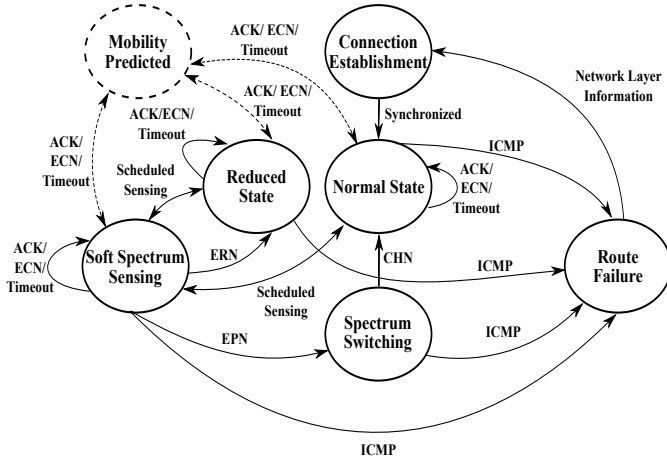 Mobility
Predicted
ACK/ ECN/
Timeout
Connection
Establishment
Network Layer
Information
ACK/ ECN/
Timeout
ACK/ECN/
Timeout
Synchronized
ICMP
ACK/
ECN/
Timeout
Scheduled
Sensing
Reduced
State
Normal State
ACK/
ECN/
Timeout
ACK/
ECN/
Timeout
Soft Spectrum
Sensing
ERN
CHN
ICMP
Route
Failure
Scheduled
Sensing
EPN
Spectrum
Switching
ICMP
ICMP